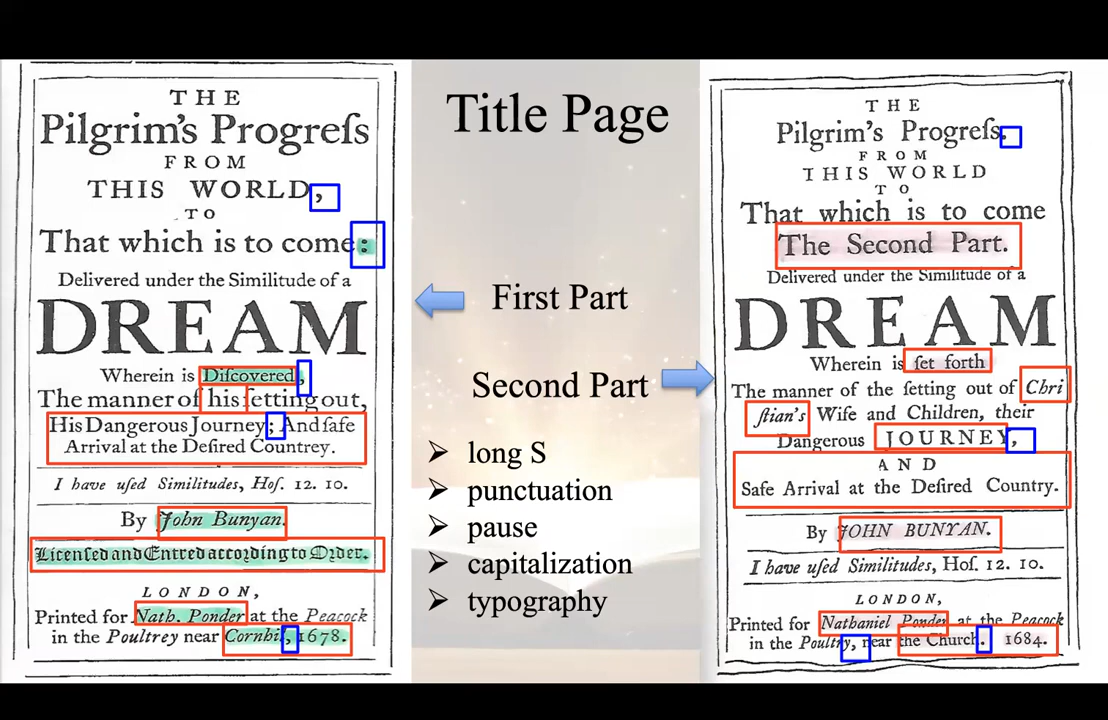 THE
Pilgrim's Progreſs
FROM
THIS WORLD,
TO
That which is to come:
Delivered under the Similitude of a
DREAM
Wherein is Diſcovered,
The manner of his ſetting out,
His Dangerous Journey; And ſafe
Arrival at the Deſired Countrey.
I have uſed Similitudes, Hoſ. 12. 10.
By John Bunyan.
Licenſed and Entred according to Order.
LONDON,
Printed for Nath. Ponder at the Peacock
in the Poultrey near Cornhil, 1678.
Title Page
First Part
Second Part
➢ long S
➢ punctuation
➢ pause
➢ capitalization
➢ typography
THE
Pilgrim's Progreſs.
FROM
THIS WORLD
TO
That which is to come
The Second Part.
Delivered under the Similitude of a
DREAM
Wherein is ſet forth
The manner of the ſetting out of Chri
ſtian's Wife and Children, their
Dangerous JOURNEY,
AND
Safe Arrival at the Deſired Country.
By JOHN BUNYAN.
I have uſed Similitudes, Hoſ. 12. 10.
LONDON,
Printed for Nathaniel Ponder at the Peacock
in the Poultry, near the Church. 1684.